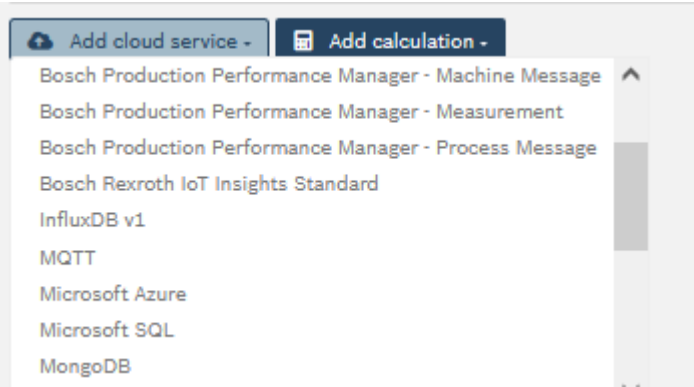 Add cloud service - Add calculation -
Bosch Production Performance Manager - Machine Message
Bosch Production Performance Manager - Measurement
Bosch Production Performance Manager - Process Message
Bosch Rexroth IoT Insights Standard
InfluxDB v1
MQTT
Microsoft Azure
Microsoft SQL
MongoDB